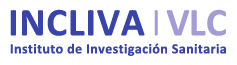 INCLIVA | VLC
Instituto de Investigación Sanitaria